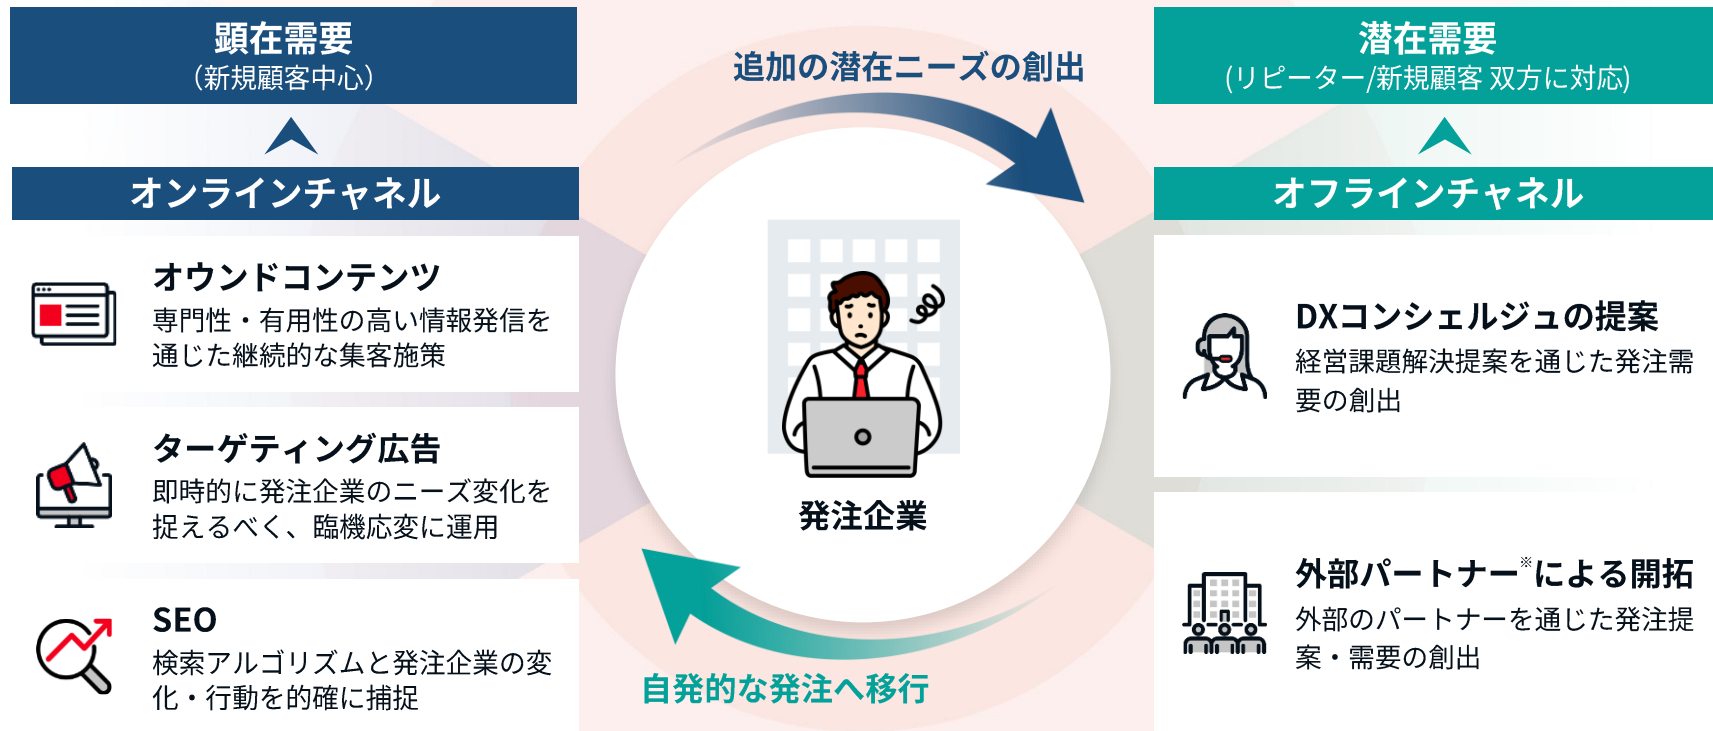 顕在需要
（新規顧客中心）
オンラインチャネル
オウンドコンテンツ
専門性・有用性の高い情報発信を
通じた継続的な集客施策
ターゲティング広告
即時的に発注企業のニーズ変化を
捉えるべく、臨機応変に運用
SEO
検索アルゴリズムと発注企業の変
化・行動を的確に捕捉
追加の潜在ニーズの創出
発注企業
自発的な発注へ移行
潜在需要
(リピーター/新規顧客 双方に対応)
オフラインチャネル
DXコンシェルジュの提案
経営課題解決提案を通じた発注需
要の創出
外部パートナー※による開拓
外部のパートナーを通じた発注提
案・需要の創出